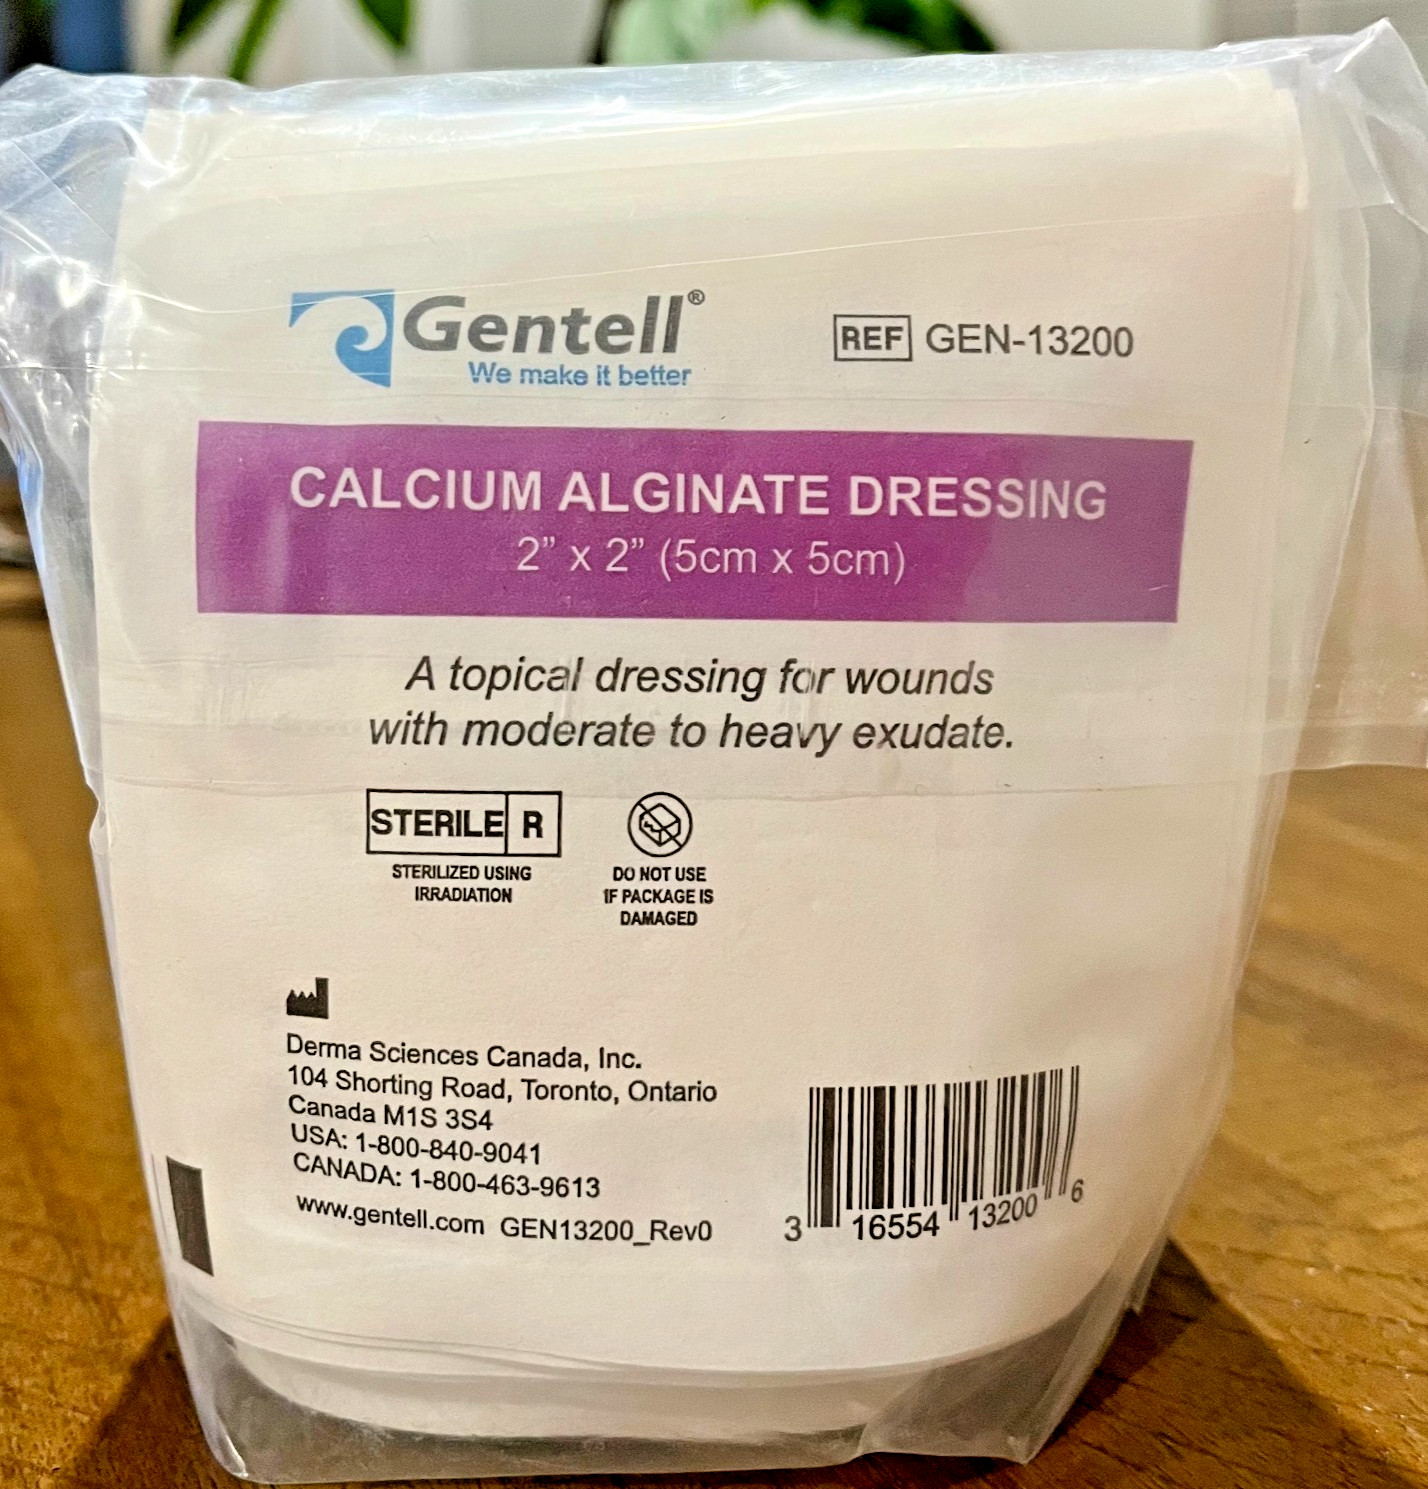 Gentell®
We make it better
REF GEN-13200
CALCIUM ALGINATE DRESSING
2” x 2” (5cm x 5cm)
A topical dressing for wounds
with moderate to heavy exudate.
STERILE R
STERILIZED USING
IRRADIATION
DO NOT USE
IF PACKAGE IS
DAMAGED
Derma Sciences Canada, Inc.
104 Shorting Road, Toronto, Ontario
Canada M1S 3S4
USA: 1-800-840-9041
CANADA: 1-800-463-9613
www.gentell.com GEN13200_Rev0
3 16554 13200 6